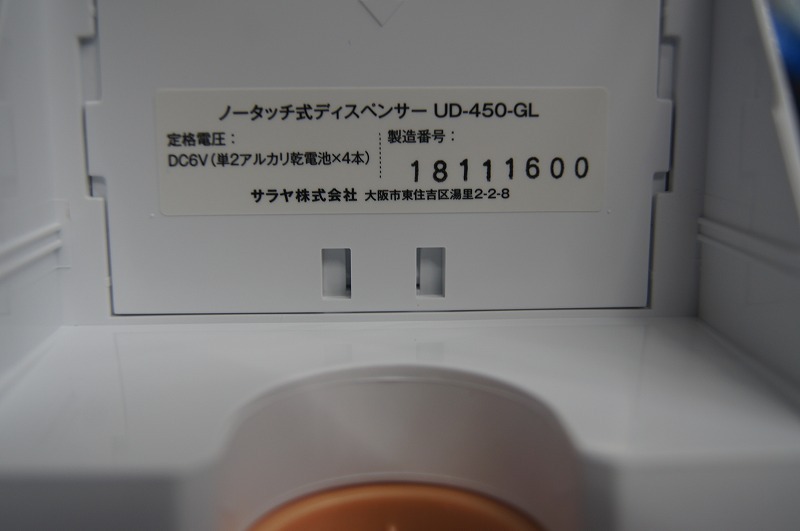 ノータッチ式ディスペンサー UD-450-GL
定格電圧：
DC6V（単2アルカリ乾電池×4本）
製造番号：
18111600
サラヤ株式会社 大阪市東住吉区湯里2-2-8